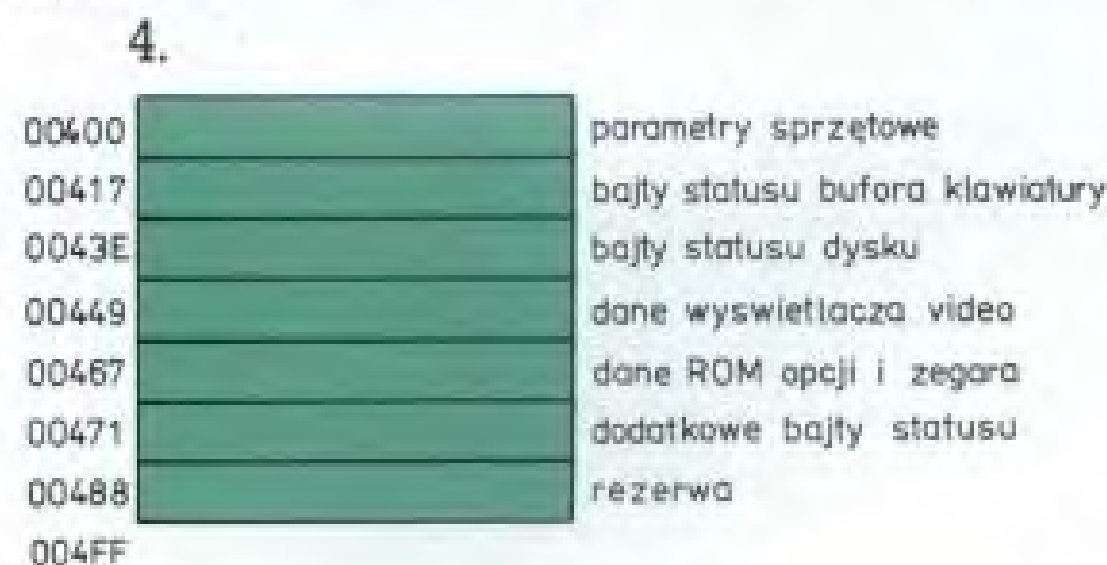 4.
00400 parametry sprzętowe
00417 bajty statusu bufora klawiatury
0043E bajty statusu dysku
00449 dane wyswietlacza video
00467 dane ROM opcji i zegara
00471 dodatkowe bajty statusu
00488 rezerwa
004FF